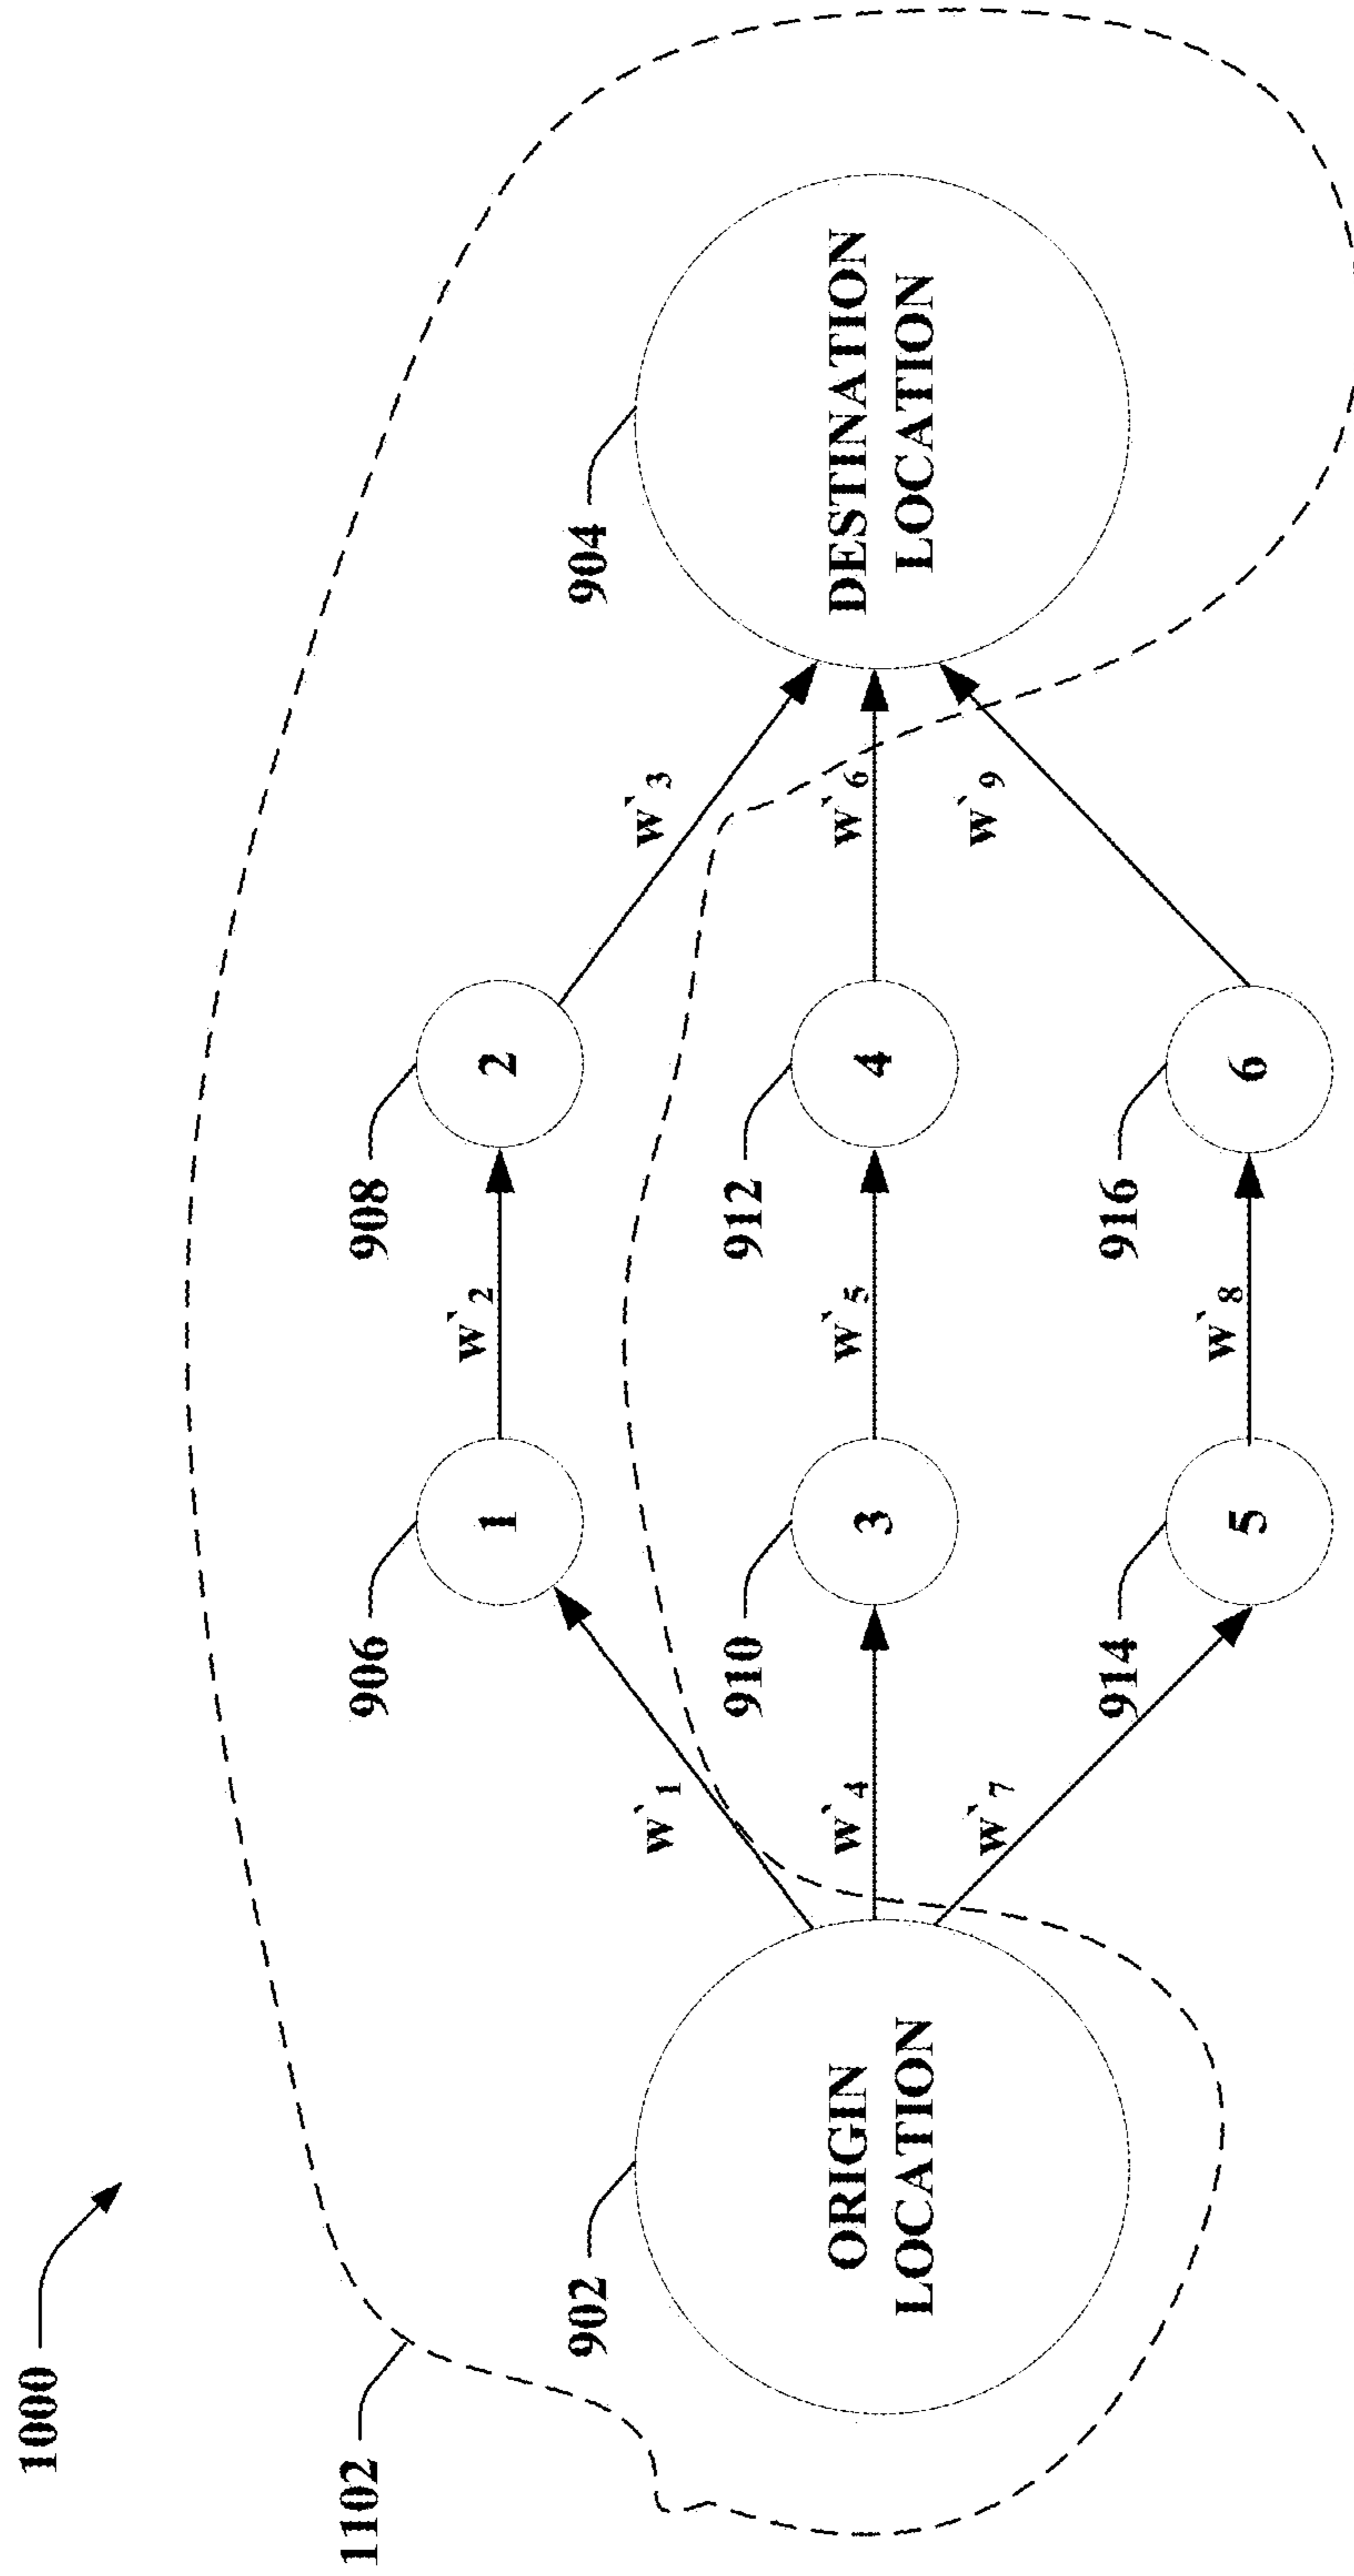 1000
1102
902
ORIGIN
LOCATION
904
DESTINATION
LOCATION
906
1
w`1
908
2
w`2
w`3
910
3
w`4
912
4
w`5
w`6
914
5
w`7
916
6
w`8
w`9